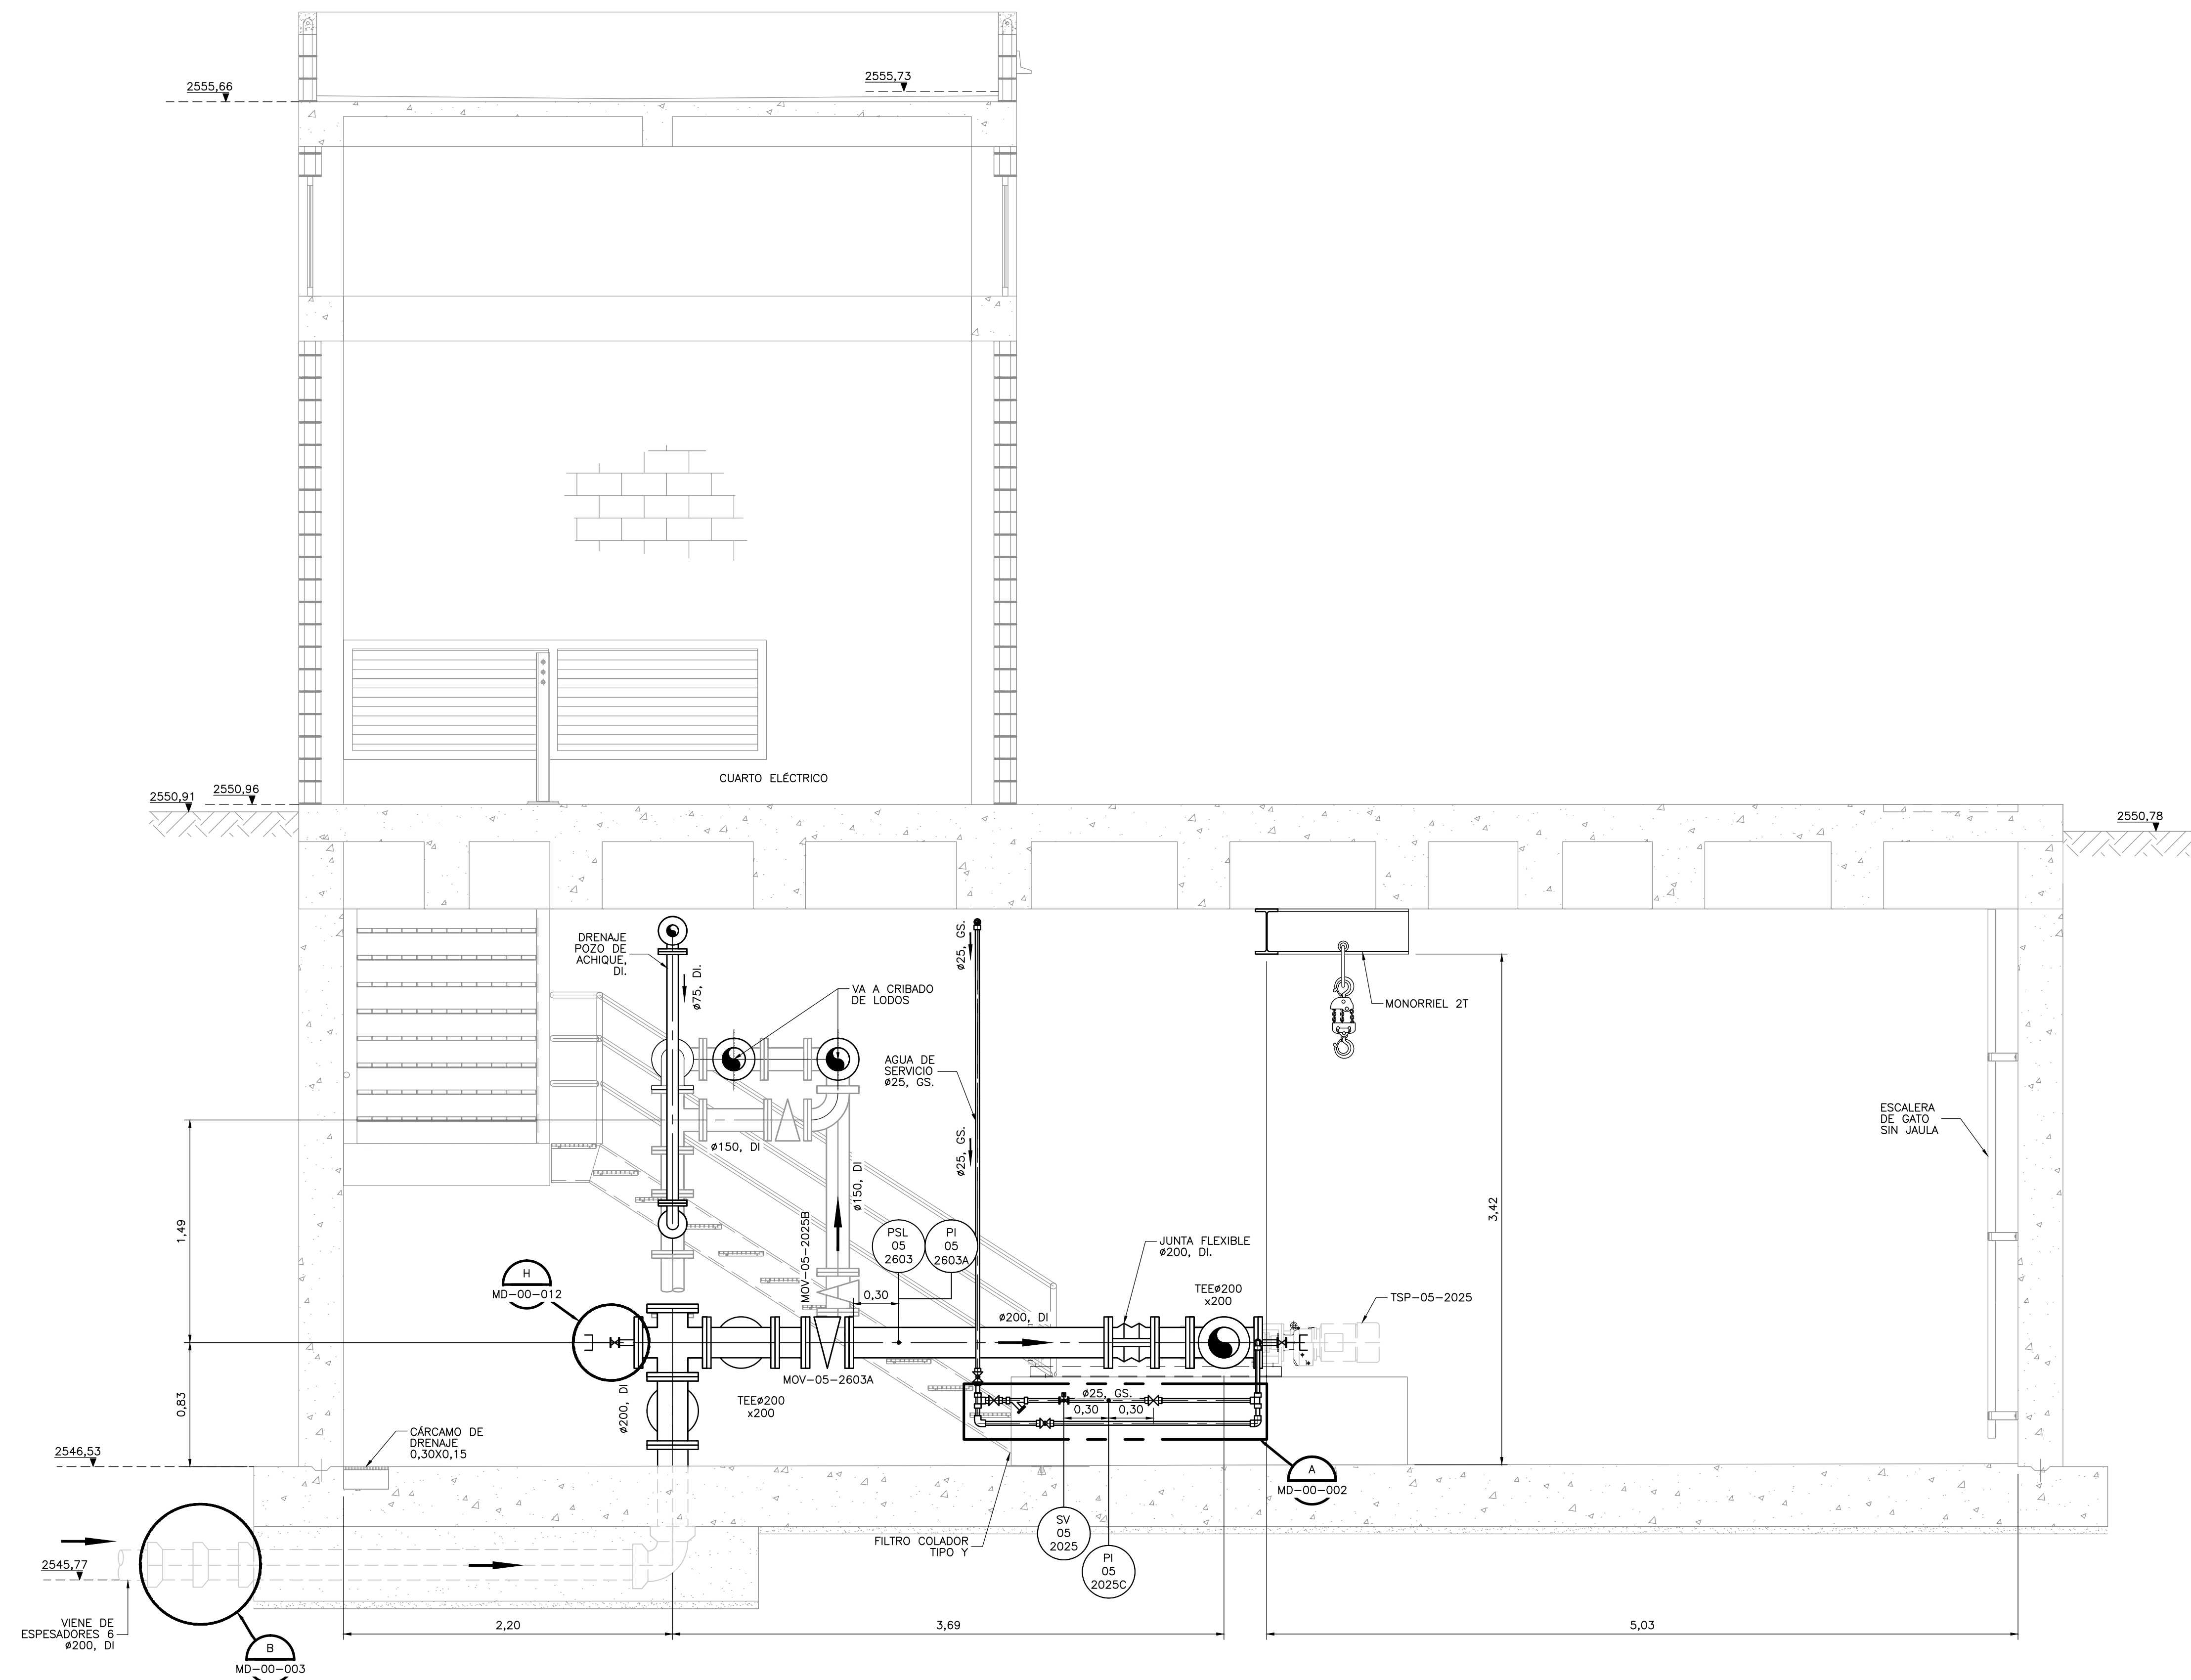 2555,66
2555,73
CUARTO ELÉCTRICO
2550,91
2550,96
2550,78
DRENAJE
POZO DE
ACHIQUE,
DI.
ø75, DI.
VA A CRIBADO
DE LODOS
ø25, GS.
MONORRIEL 2T
AGUA DE
SERVICIO
ø25, GS.
ø25, GS.
ESCALERA
DE GATO
SIN JAULA
ø150, DI
ø150, DI
1,49
3,42
MOV-05-2025B
PSL
05
2603
PI
05
2603A
0,30
JUNTA FLEXIBLE
ø200, DI.
H
MD-00-012
TEEø200
x200
TSP-05-2025
ø200, DI
MOV-05-2603A
0,83
ø200, DI
TEEø200
x200
ø25, GS.
0,30
0,30
CÁRCAMO DE
DRENAJE
0,30X0,15
2546,53
A
MD-00-002
SV
05
2025
FILTRO COLADOR
TIPO Y
PI
05
2025C
2545,77
VIENE DE
ESPESADORES 6
ø200, DI
B
MD-00-003
2,20
3,69
5,03